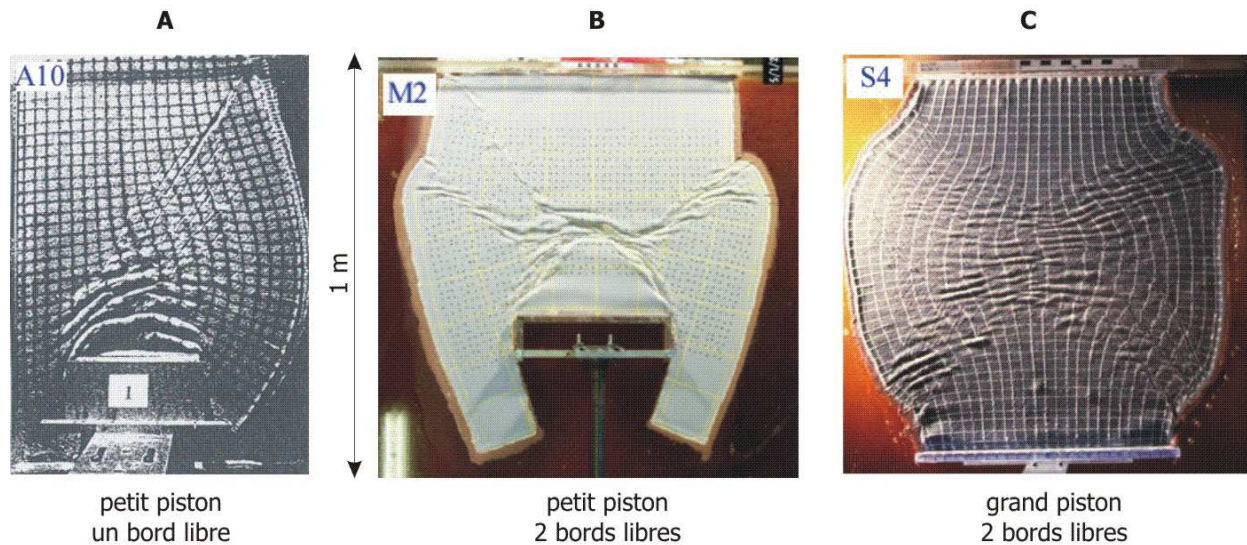 A
B
C
A10
M2
S4
1
1 m
petit piston
un bord libre
petit piston
2 bords libres
grand piston
2 bords libres